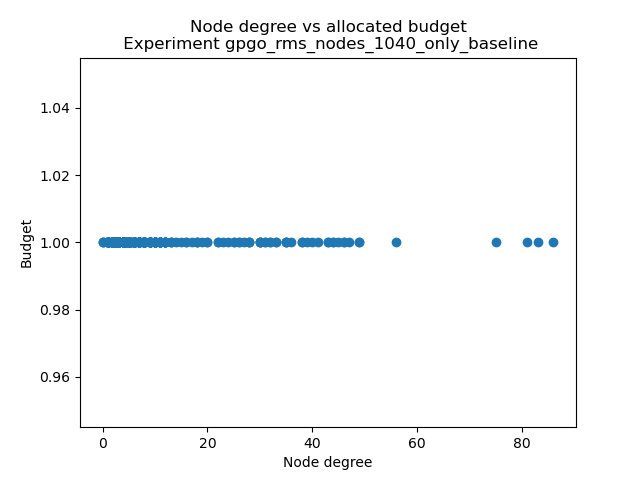 Node degree vs allocated budget
Experiment gpgo_rms_nodes_1040_only_baseline
1.04
1.02
1.00
0.98
0.96
Budget
0
20
40
60
80
Node degree